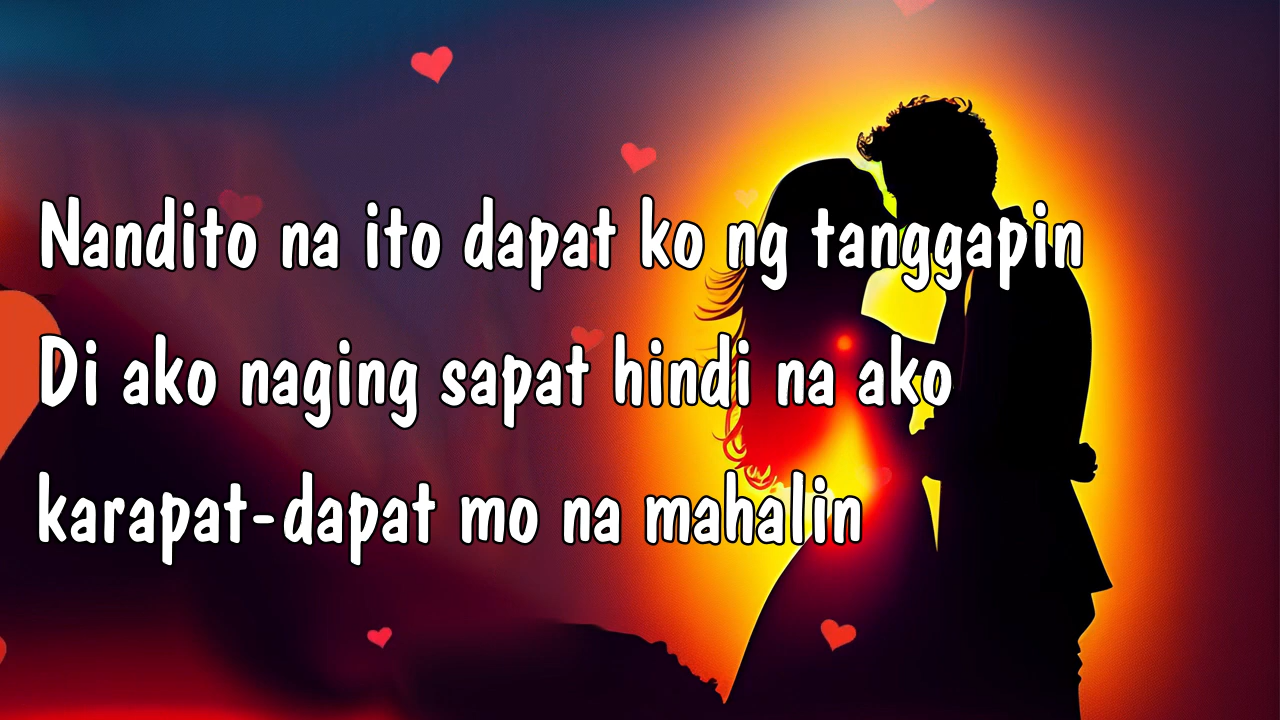 Nandito na ito dapat ko ng tanggapin
Di ako naging sapat hindi na ako
karapat-dapat mo na mahalin